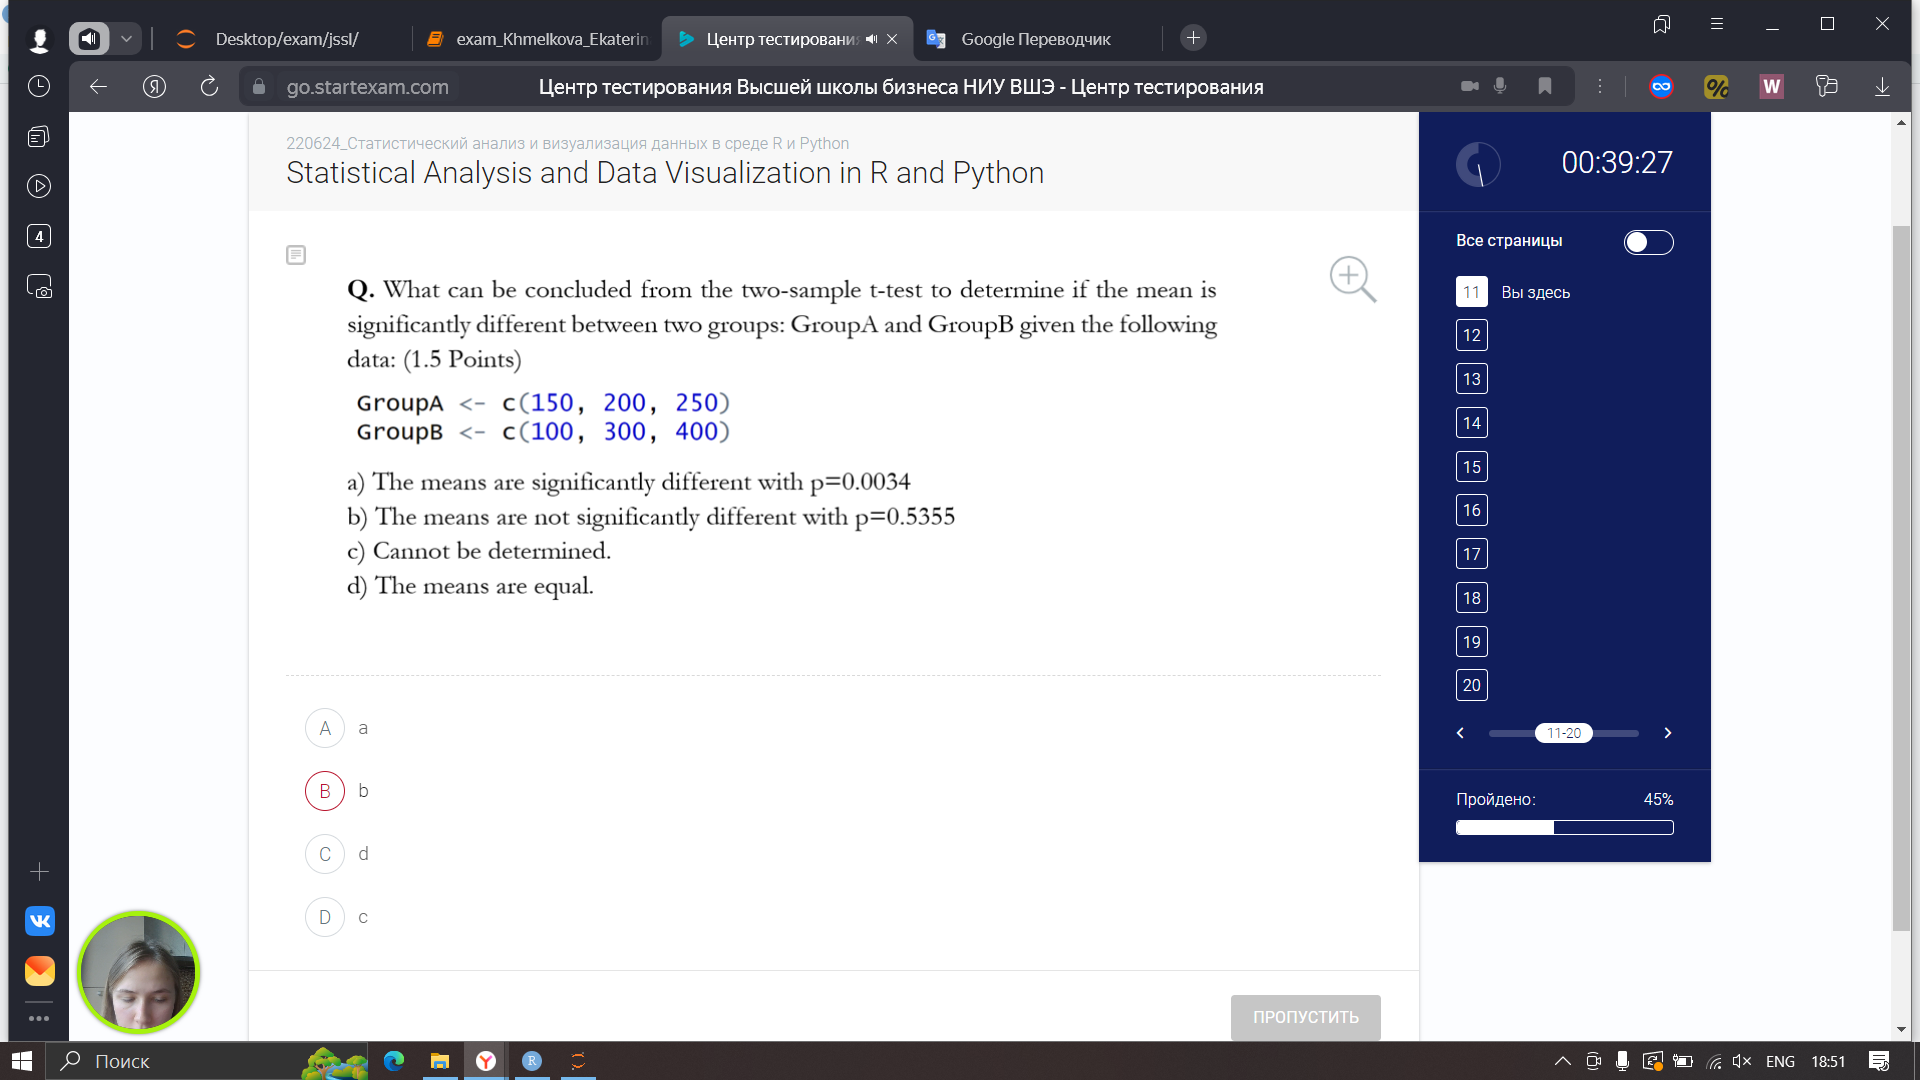 Desktop/exam/jssl/
exam_Khmelkova_Ekaterin
Центр тестировани
Google Переводчик
go.startexam.com
Центр тестирования Высшей школы бизнеса НИУ ВШЭ - Центр тестирования
W
4
220624_Статистический анализ и визуализация данных в среде R и Python
Statistical Analysis and Data Visualization in R and Python
00:39:27
Все страницы
Q. What can be concluded from the two-sample t-test to determine if the mean is
significantly different between two groups: GroupA and GroupB given the following
data: (1.5 Points)
GroupA <- c(150, 200, 250)
GroupB <- c(100, 300, 400)
a) The means are significantly different with p=0.0034
b) The means are not significantly different with p=0.5355
c) Cannot be determined.
d) The means are equal.
A a
B b
C d
D c
ПРОПУСТИТЬ
11 Вы здесь
12
13
14
15
16
17
18
19
20
11-20
Пройдено: 45%
Поиск
ENG
18:51